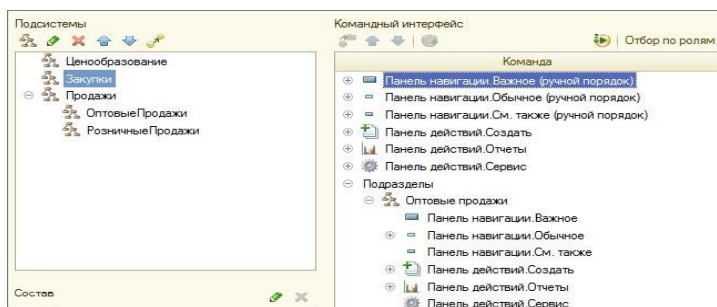 Подсистемы
Ценообразование
Закупки
Продажи
ОптовыеПродажи
РозничныеПродажи
Состав
Командный интерфейс
Отбор по ролям:
Команда
Панель навигации.Важное (ручной порядок)
Панель навигации.Обычное (ручной порядок)
Панель навигации.См. также (ручной порядок)
Панель действий.Создать
Панель действий.Отчеты
Панель действий.Сервис
Подразделы
Оптовые продажи
Панель навигации.Важное
Панель навигации.Обычное
Панель навигации.См. также
Панель действий.Создать
Панель действий.Отчеты
Панель действий.Сервис